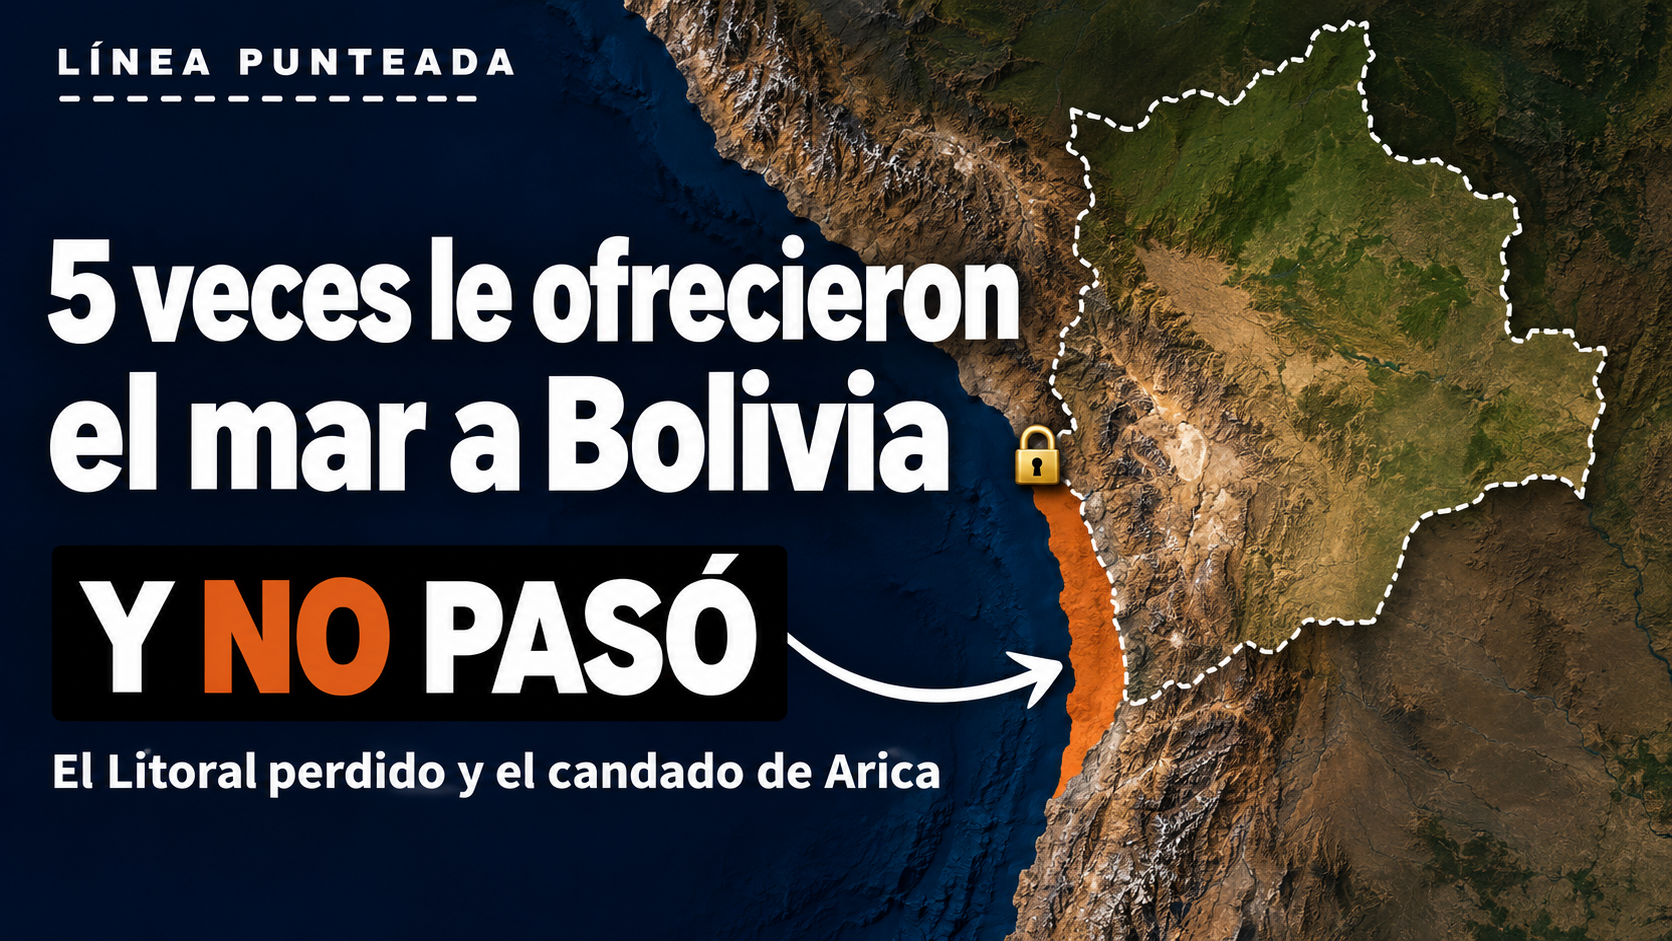 LÍNEA PUNTEADA
5 veces le ofrecieron
el mar a Bolivia
Y NO PASÓ
El Litoral perdido y el candado de Arica